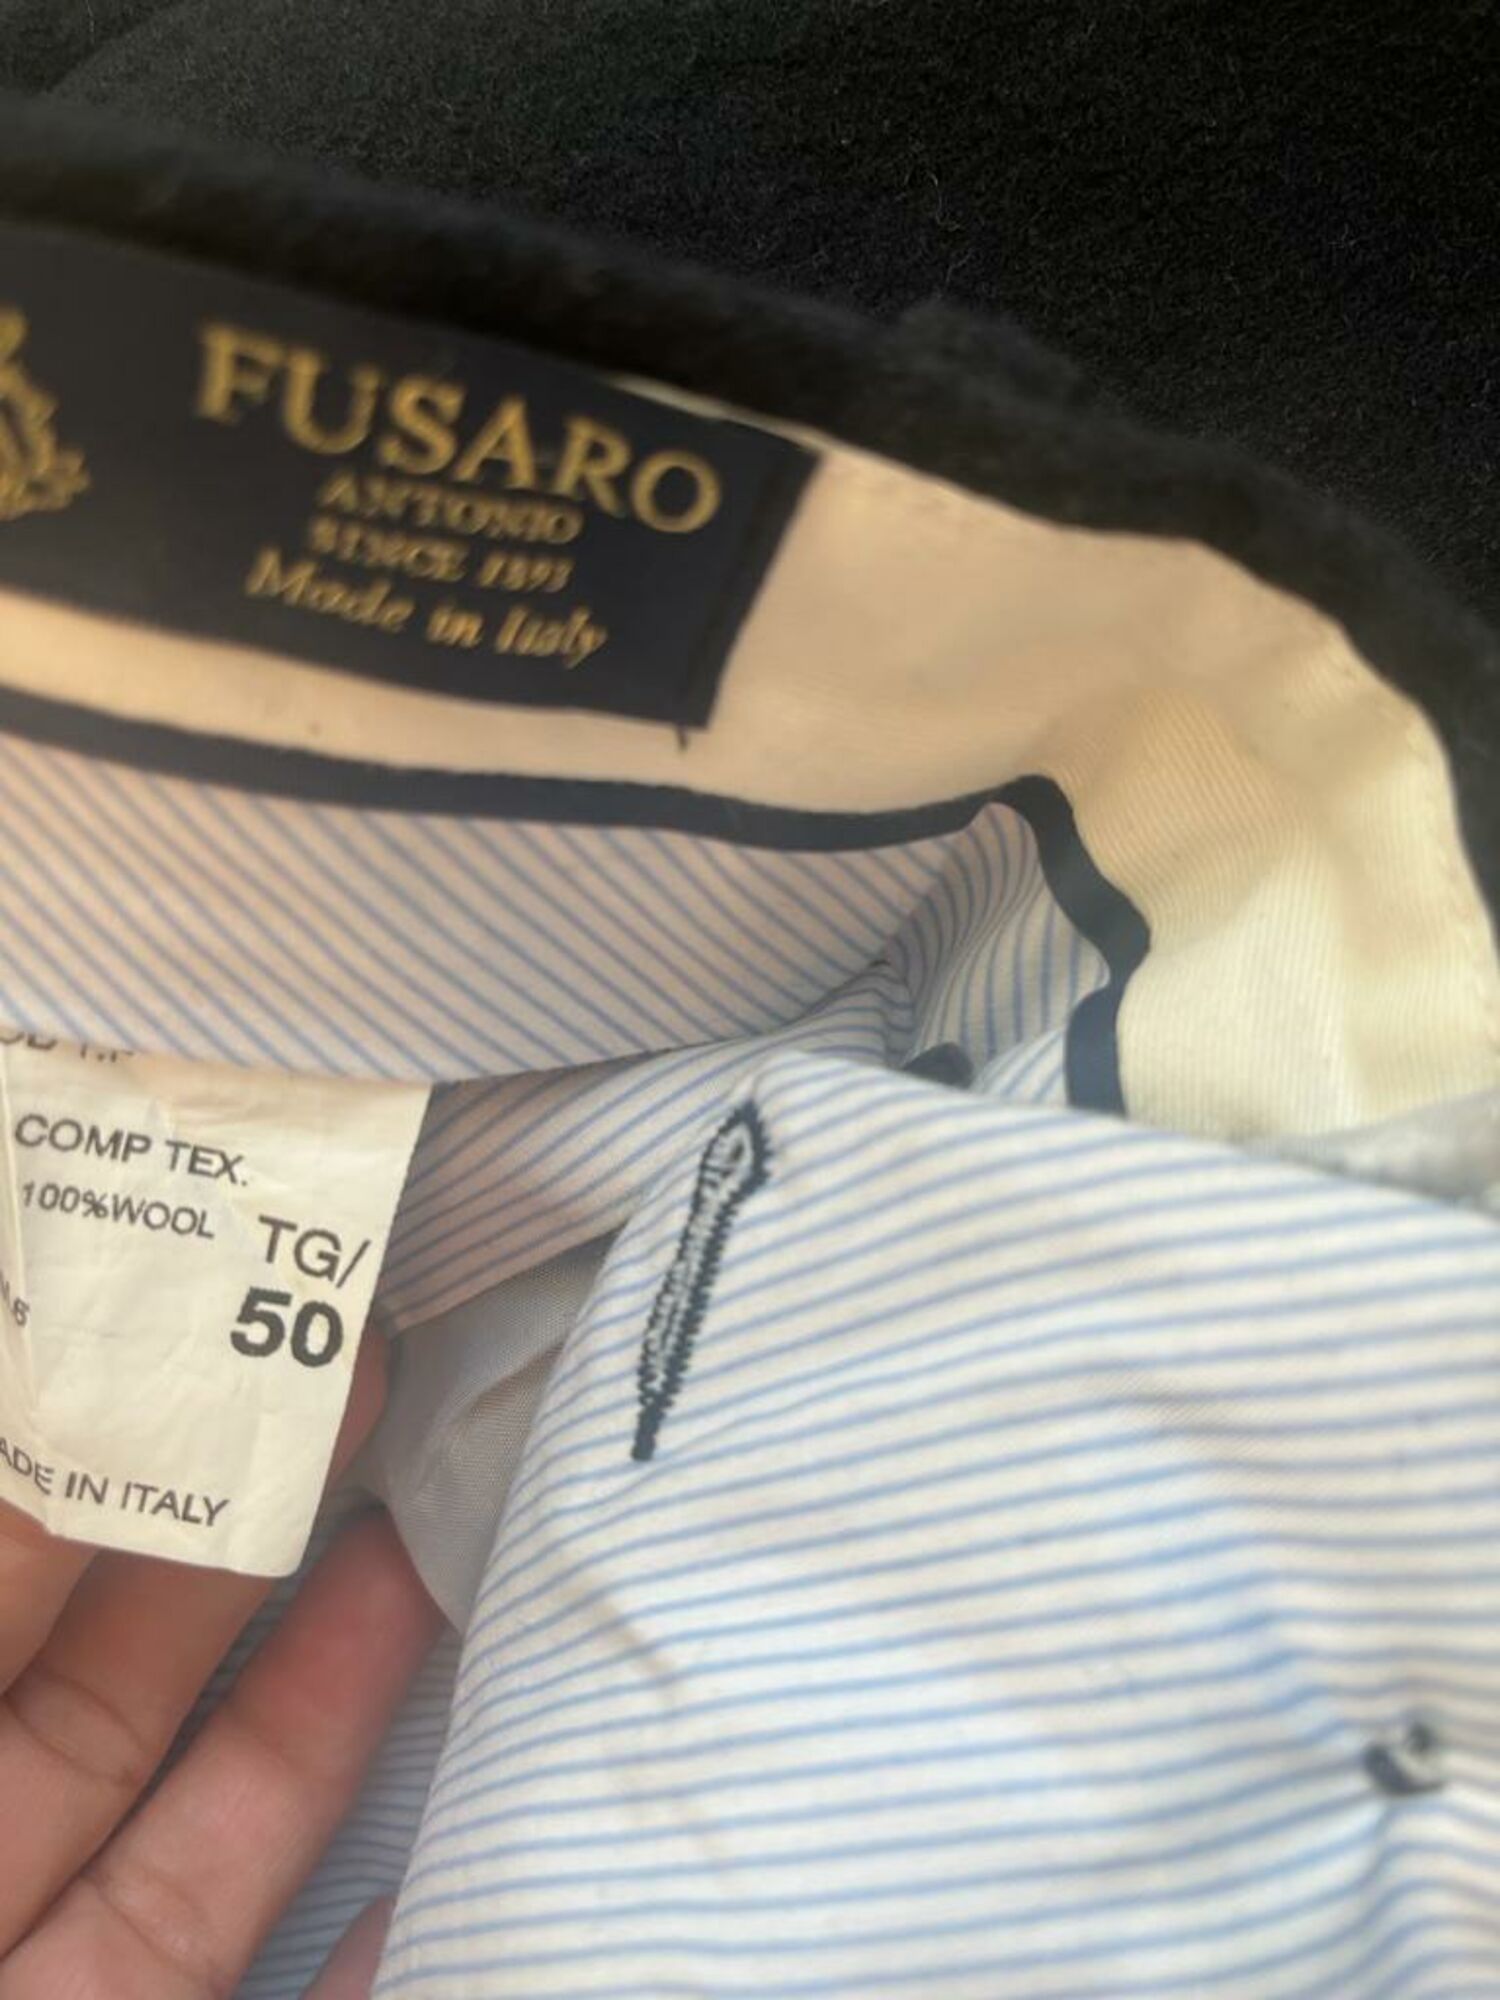 FUSARO
ANTONIO
SINCE 1893
Made in Italy
COMP TEX.
100%WOOL
TG/
50
ADE IN ITALY